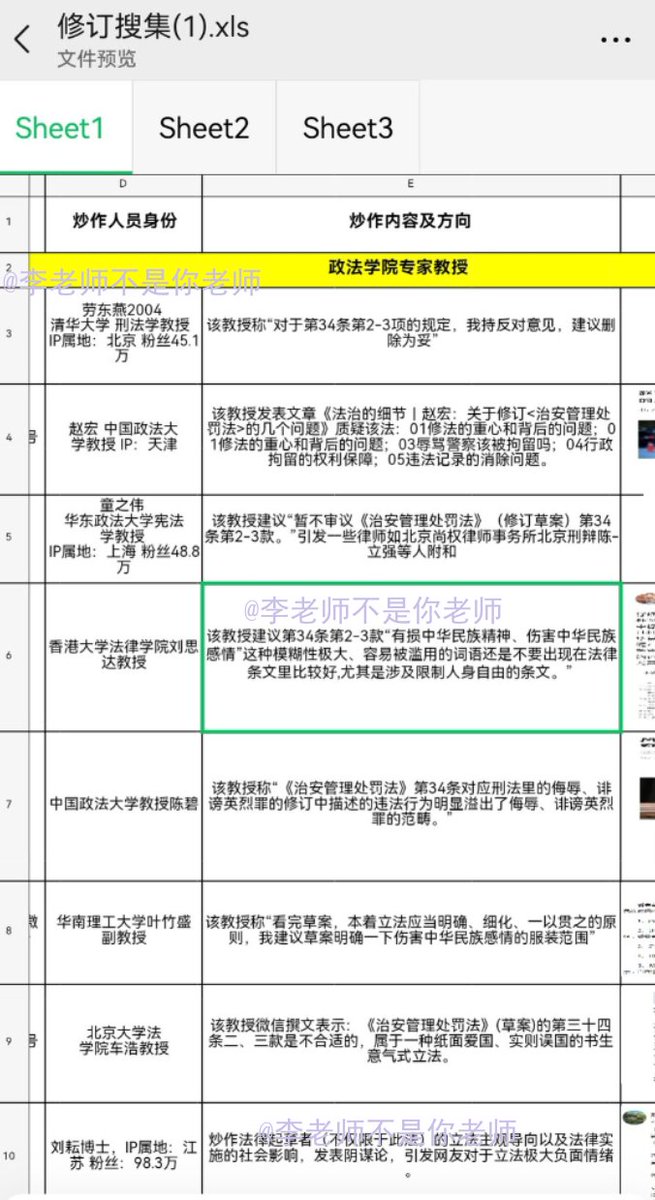 修订搜集(1).xls
文件预览
Sheet1
Sheet2
Sheet3
D
E
1
炒作人员身份
炒作内容及方向
2
@李老师不是你老师
政法学院专家教授
3
劳东燕2004
清华大学 刑法学教授
IP属地：北京 粉丝45.1
万
该教授称“对于第34条第2-3项的规定，我持反对意见，建议删
除为妥”
4
号
赵宏 中国政法大
学教授 IP：天津
该教授发表文章《法治的细节丨赵宏：关于修订<治安管理处
罚法>的几个问题》质疑该法：01修法的重心和背后的问题；0
1修法的重心和背后的问题；03辱骂警察该被拘留吗；04行政
拘留的权利保障；05违法记录的消除问题。
5
童之伟
华东政法大学宪法
学教授
IP属地：上海 粉丝48.8
万
该教授建议“暂不审议《治安管理处罚法》（修订草案）第34
条第2-3款。”引发一些律师如北京尚权律师事务所北京刑辩陈-
立强等人附和
6
香港大学法律学院刘思
达教授
@李老师不是你老师
该教授建议第34条第2-3款“有损中华民族精神、伤害中华民族
感情”这种模糊性极大、容易被滥用的词语还是不要出现在法律
条文里比较好,尤其是涉及限制人身自由的条文。”
7
中国政法大学教授陈碧
该教授称“《治安管理处罚法》第34条对应刑法里的侮辱、诽
谤英烈罪的修订中描述的违法行为明显溢出了侮辱、诽谤英烈
罪的范畴。”
8
微
华南理工大学叶竹盛
副教授
该教授称“看完草案，本着立法应当明确、细化、一以贯之的原
则，我建议草案明确一下伤害中华民族感情的服装范围”
9
号
北京大学法
学院车浩教授
该教授微信撰文表示：《治安管理处罚法》(草案)的第三十四
条二、三款是不合适的，属于一种纸面爱国、实则误国的书生
意气式立法。
10
刘耘博士，IP属地：江
苏 粉丝：98.3万
@李老师不是你老师
炒作法律起草者（不仅限于此法）的立法主观导向以及法律实
施的社会影响，发表阴谋论，引发网友对于立法极大负面情绪
。